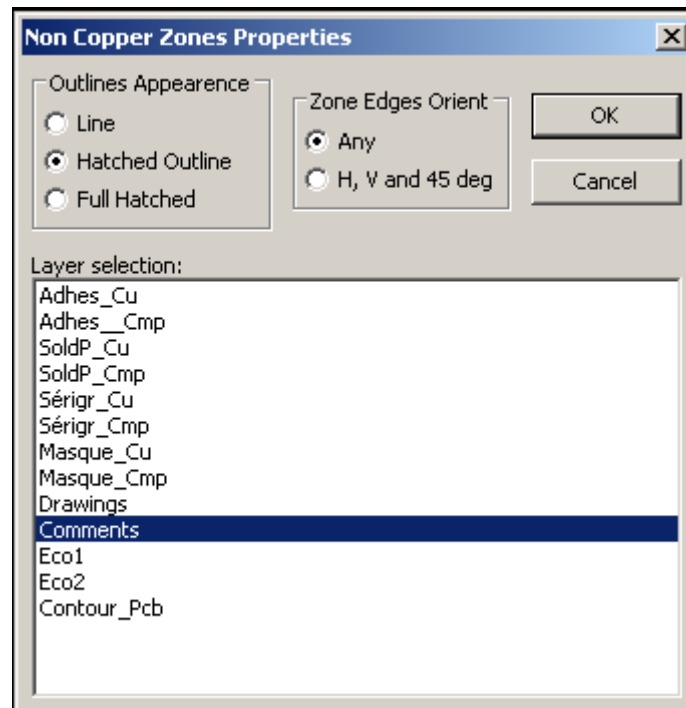 Non Copper Zones Properties
Outlines Appearence
Line
Hatched Outline
Full Hatched
Zone Edges Orient
Any
H, V and 45 deg
OK
Cancel
Layer selection:
Adhes_Cu
Adhes__Cmp
SoldP_Cu
SoldP_Cmp
Sérigr_Cu
Sérigr_Cmp
Masque_Cu
Masque_Cmp
Drawings
Comments
Eco1
Eco2
Contour_Pcb